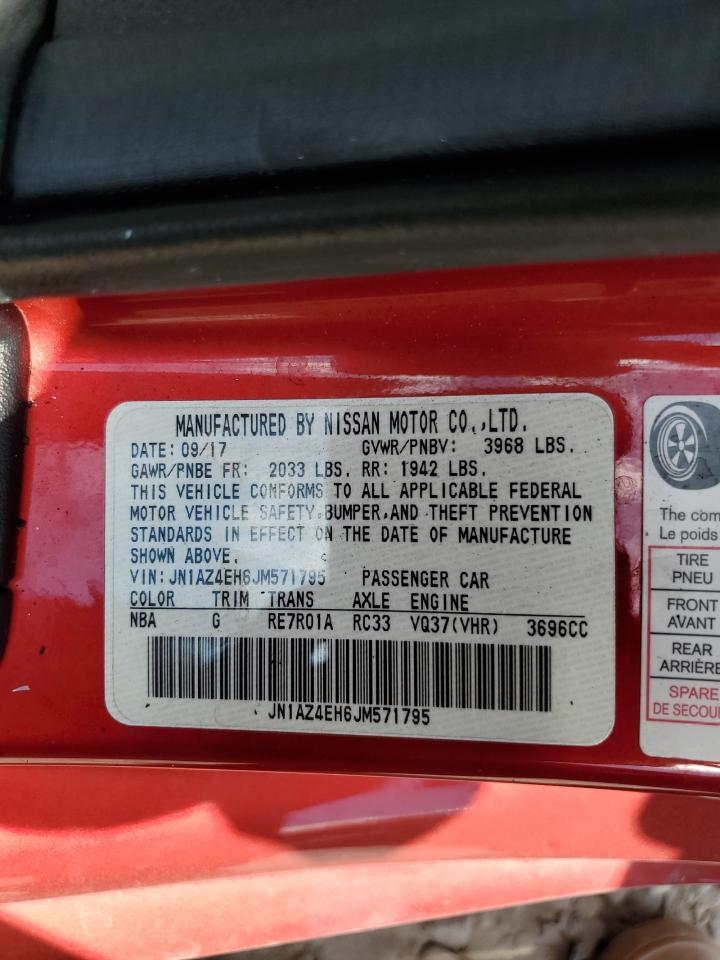 MANUFACTURED BY NISSAN MOTOR CO.,LTD.
DATE: 09/17 GVWR/PNBV: 3968 LBS.
GAWR/PNBE FR: 2033 LBS. RR: 1942 LBS.
THIS VEHICLE CONFORMS TO ALL APPLICABLE FEDERAL
MOTOR VEHICLE SAFETY,BUMPER,AND THEFT PREVENTION
STANDARDS IN EFFECT ON THE DATE OF MANUFACTURE
SHOWN ABOVE.
VIN: JN1AZ4EH6JM571795 PASSENGER CAR
COLOR TRIM TRANS AXLE ENGINE
NBA G RE7R01A RC33 VQ37(VHR) 3696CC
JN1AZ4EH6JM571795
The com
Le poids
TIRE
PNEU
FRONT
AVANT
REAR
ARRIÈRE
SPARE
DE SECOU